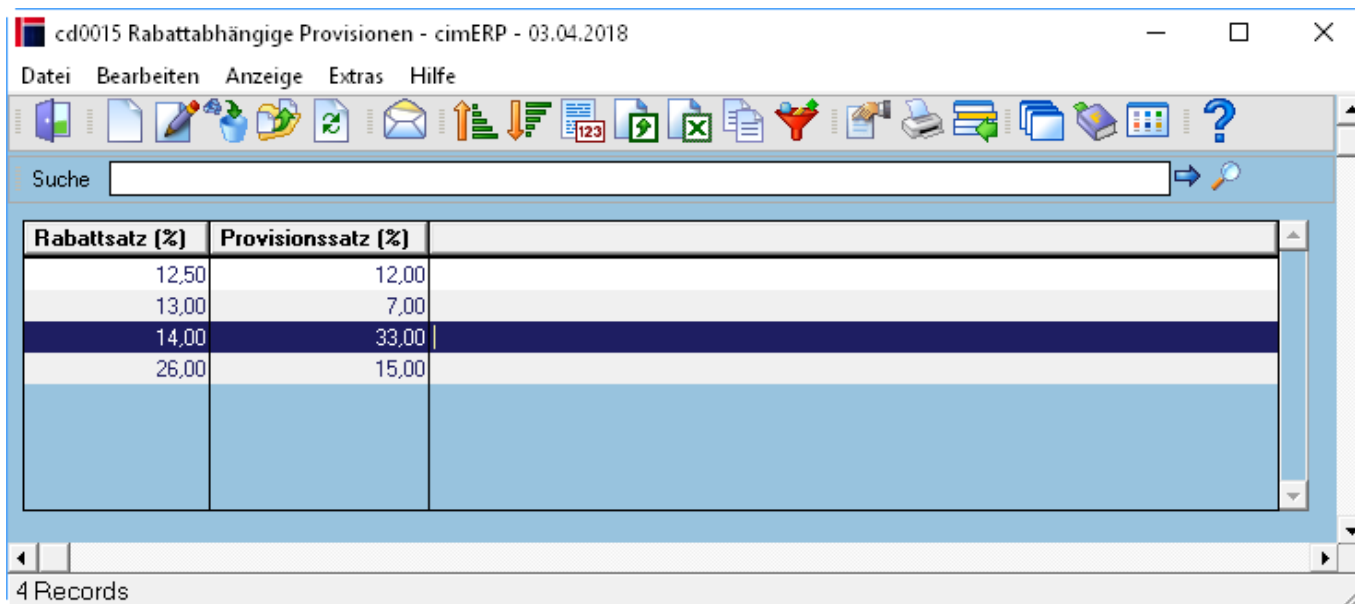 cd0015 Rabattabhängige Provisionen - cimERP - 03.04.2018
Datei Bearbeiten Anzeige Extras Hilfe
123
?
Suche
Rabattsatz (%) Provisionssatz (%)
12,50 12,00
13,00 7,00
14,00 33,00
26,00 15,00
4 Records